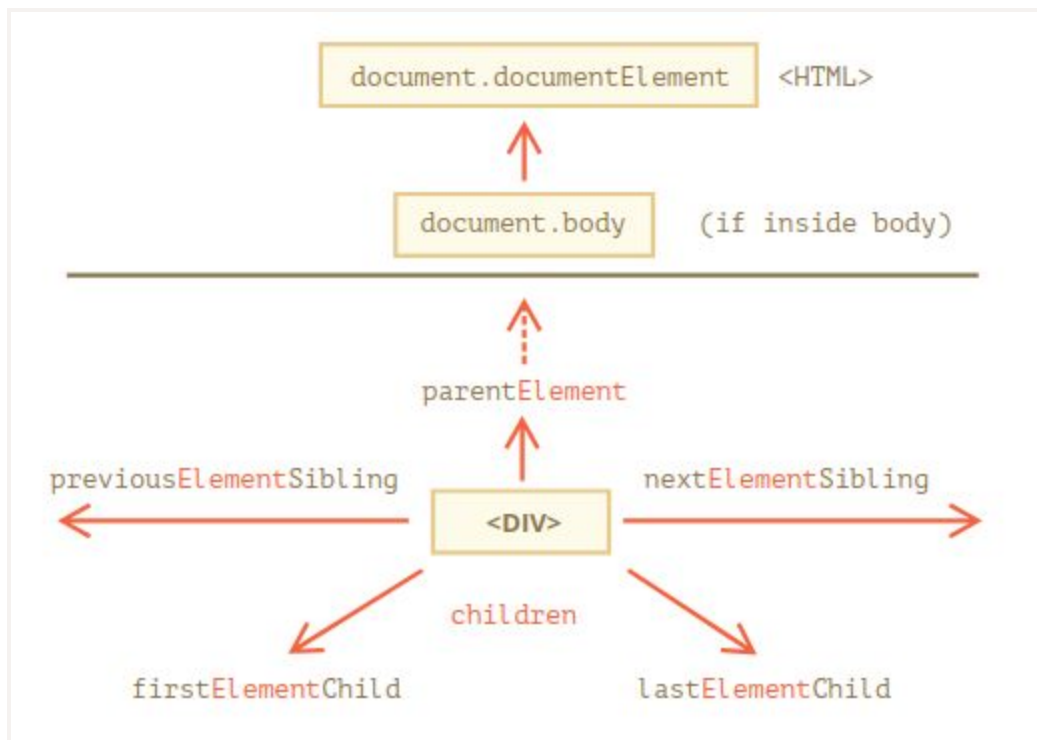 document.documentElement <HTML>
document.body (if inside body)
parentElement
previousElementSibling nextElementSibling
<DIV>
children
firstElementChild lastElementChild